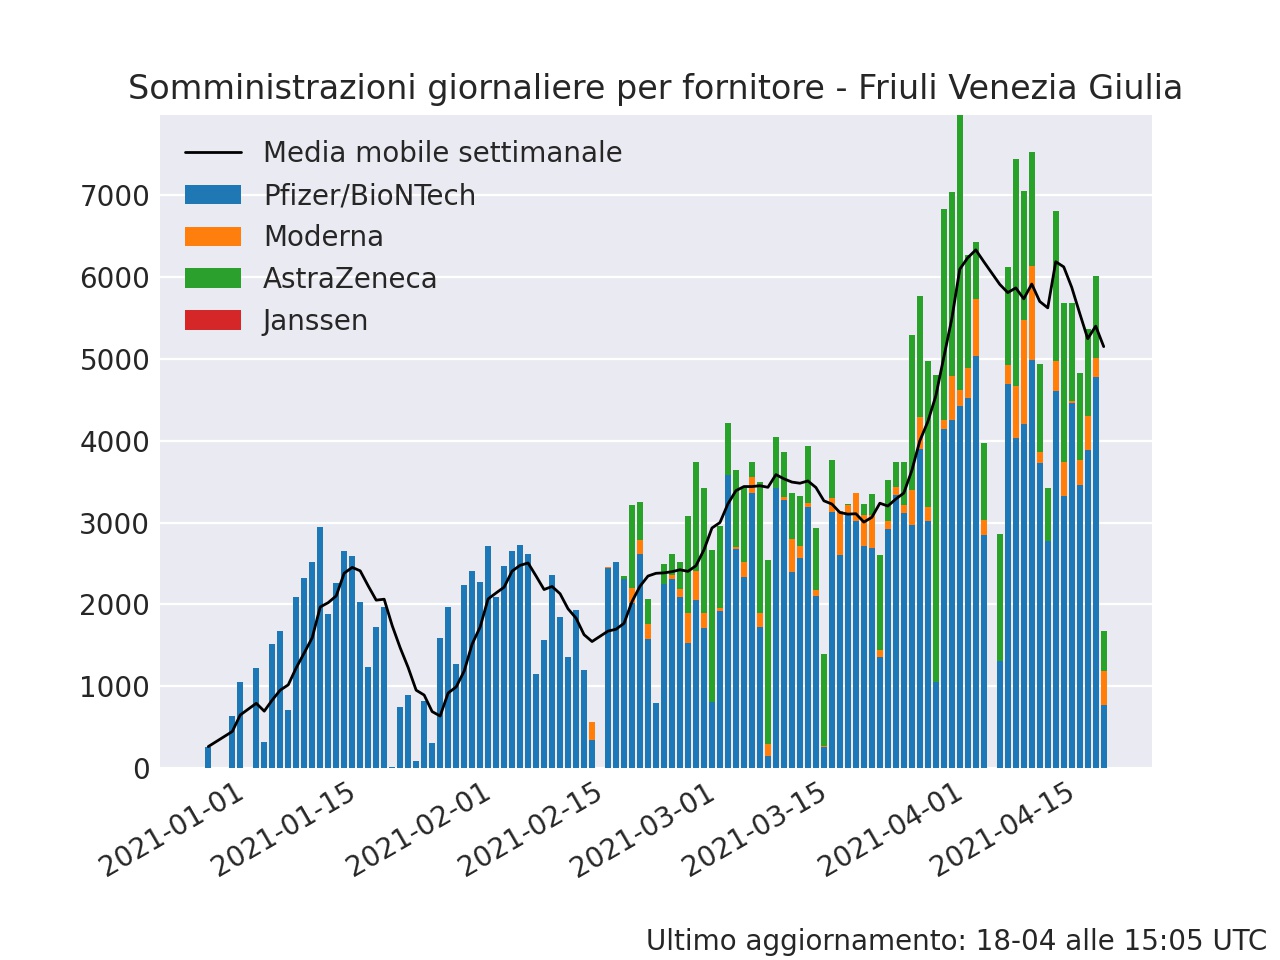 Somministrazioni giornaliere per fornitore - Friuli Venezia Giulia
Media mobile settimanale
Pfizer/BioNTech
Moderna
AstraZeneca
Janssen
7000
6000
5000
4000
3000
2000
1000
0
2021-01-01
2021-01-15
2021-02-01
2021-02-15
2021-03-01
2021-03-15
2021-04-01
2021-04-15
Ultimo aggiornamento: 18-04 alle 15:05 UTC